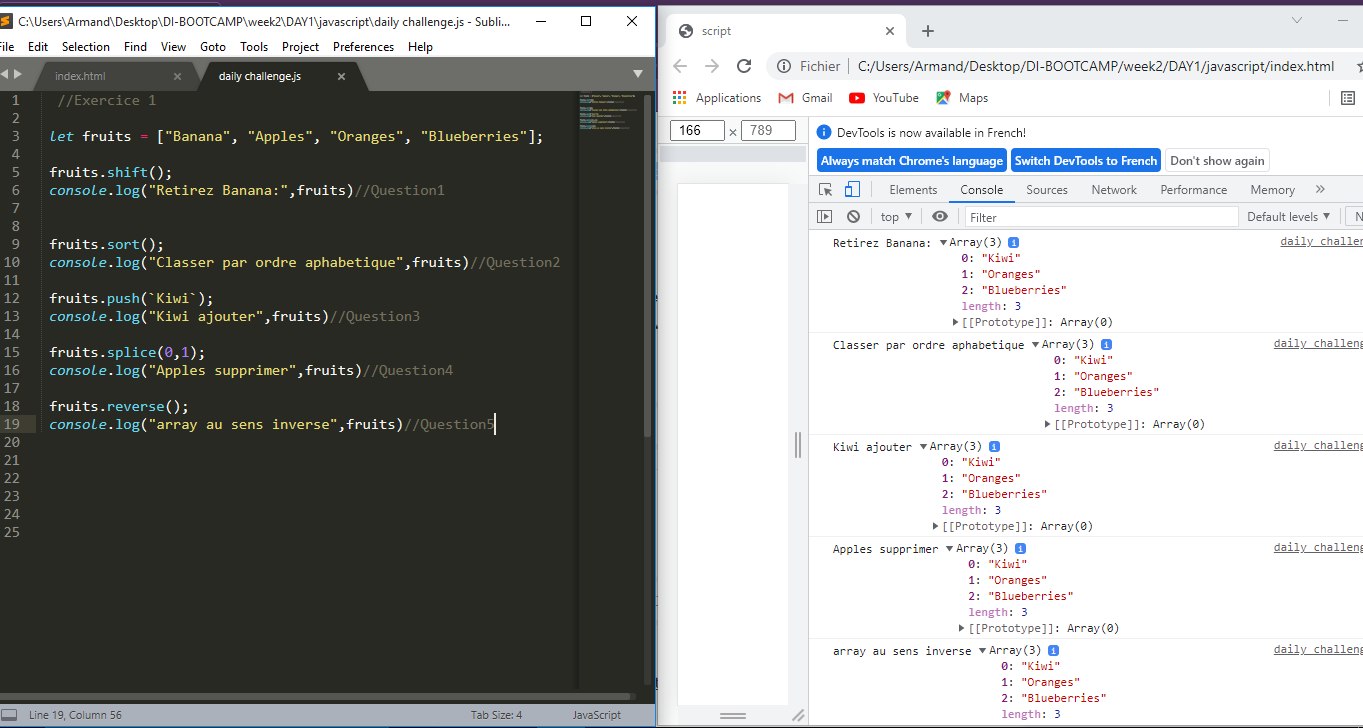 C:\Users\Armand\Desktop\DI-BOOTCAMP\week2\DAY1\javascript\daily challenge.js - Subli...
File Edit Selection Find View Goto Tools Project Preferences Help
index.html
daily challenge.js
1 //Exercice 1
2
3 let fruits = ["Banana", "Apples", "Oranges", "Blueberries"];
4
5 fruits.shift();
6 console.log("Retirez Banana:",fruits)//Question1
7
8
9 fruits.sort();
10 console.log("Classer par ordre aphabetique",fruits)//Question2
11
12 fruits.push(`Kiwi`);
13 console.log("Kiwi ajouter",fruits)//Question3
14
15 fruits.splice(0,1);
16 console.log("Apples supprimer",fruits)//Question4
17
18 fruits.reverse();
19 console.log("array au sens inverse",fruits)//Question5
20
21
22
23
24
25
Line 19, Column 56
Tab Size: 4
JavaScript
script
Fichier C:/Users/Armand/Desktop/DI-BOOTCAMP/week2/DAY1/javascript/index.html
Applications Gmail YouTube Maps
166 × 789
DevTools is now available in French!
Always match Chrome's language Switch DevTools to French Don't show again
Elements Console Sources Network Performance Memory
top Filter Default levels
Retirez Banana: Array(3) daily challen
0: "Kiwi"
1: "Oranges"
2: "Blueberries"
length: 3
[[Prototype]]: Array(0)
Classer par ordre aphabetique Array(3) daily challeng
0: "Kiwi"
1: "Oranges"
2: "Blueberries"
length: 3
[[Prototype]]: Array(0)
Kiwi ajouter Array(3) daily challeng
0: "Kiwi"
1: "Oranges"
2: "Blueberries"
length: 3
[[Prototype]]: Array(0)
Apples supprimer Array(3) daily challeng
0: "Kiwi"
1: "Oranges"
2: "Blueberries"
length: 3
[[Prototype]]: Array(0)
array au sens inverse Array(3) daily challeng
0: "Kiwi"
1: "Oranges"
2: "Blueberries"
length: 3